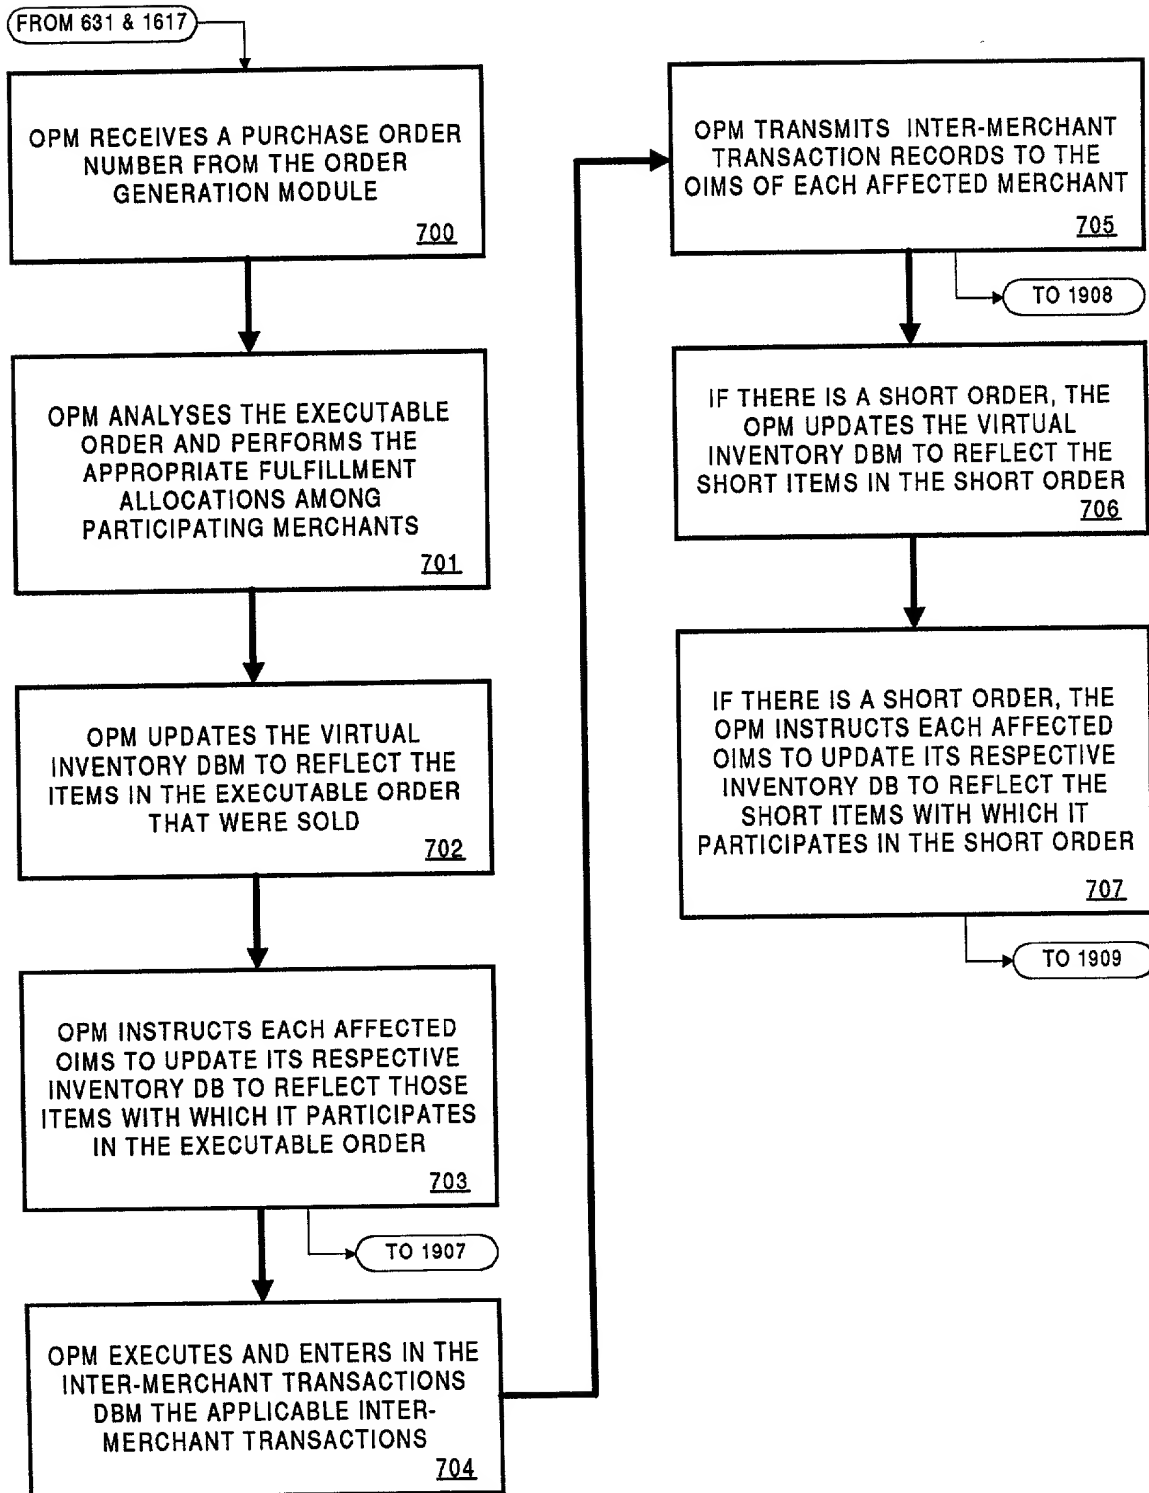 FROM 631 & 1617
OPM RECEIVES A PURCHASE ORDER
NUMBER FROM THE ORDER
GENERATION MODULE
700
OPM ANALYSES THE EXECUTABLE
ORDER AND PERFORMS THE
APPROPRIATE FULFILLMENT
ALLOCATIONS AMONG
PARTICIPATING MERCHANTS
701
OPM UPDATES THE VIRTUAL
INVENTORY DBM TO REFLECT THE
ITEMS IN THE EXECUTABLE ORDER
THAT WERE SOLD
702
OPM INSTRUCTS EACH AFFECTED
OIMS TO UPDATE ITS RESPECTIVE
INVENTORY DB TO REFLECT THOSE
ITEMS WITH WHICH IT PARTICIPATES
IN THE EXECUTABLE ORDER
703
TO 1907
OPM EXECUTES AND ENTERS IN THE
INTER-MERCHANT TRANSACTIONS
DBM THE APPLICABLE INTER-
MERCHANT TRANSACTIONS
704
OPM TRANSMITS INTER-MERCHANT
TRANSACTION RECORDS TO THE
OIMS OF EACH AFFECTED MERCHANT
705
TO 1908
IF THERE IS A SHORT ORDER, THE
OPM UPDATES THE VIRTUAL
INVENTORY DBM TO REFLECT THE
SHORT ITEMS IN THE SHORT ORDER
706
IF THERE IS A SHORT ORDER, THE
OPM INSTRUCTS EACH AFFECTED
OIMS TO UPDATE ITS RESPECTIVE
INVENTORY DB TO REFLECT THE
SHORT ITEMS WITH WHICH IT
PARTICIPATES IN THE SHORT ORDER
707
TO 1909